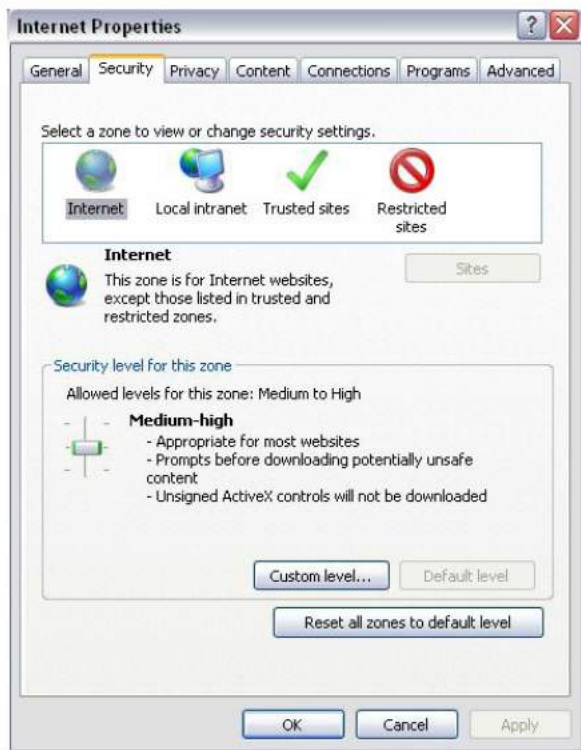 Internet Properties
General Security Privacy Content Connections Programs Advanced
Select a zone to view or change security settings.
Internet Local intranet Trusted sites Restricted
sites
Internet
Sites
This zone is for Internet websites,
except those listed in trusted and
restricted zones.
Security level for this zone
Allowed levels for this zone: Medium to High
Medium-high
- Appropriate for most websites
- Prompts before downloading potentially unsafe
content
- Unsigned ActiveX controls will not be downloaded
Custom level... Default level
Reset all zones to default level
OK Cancel Apply